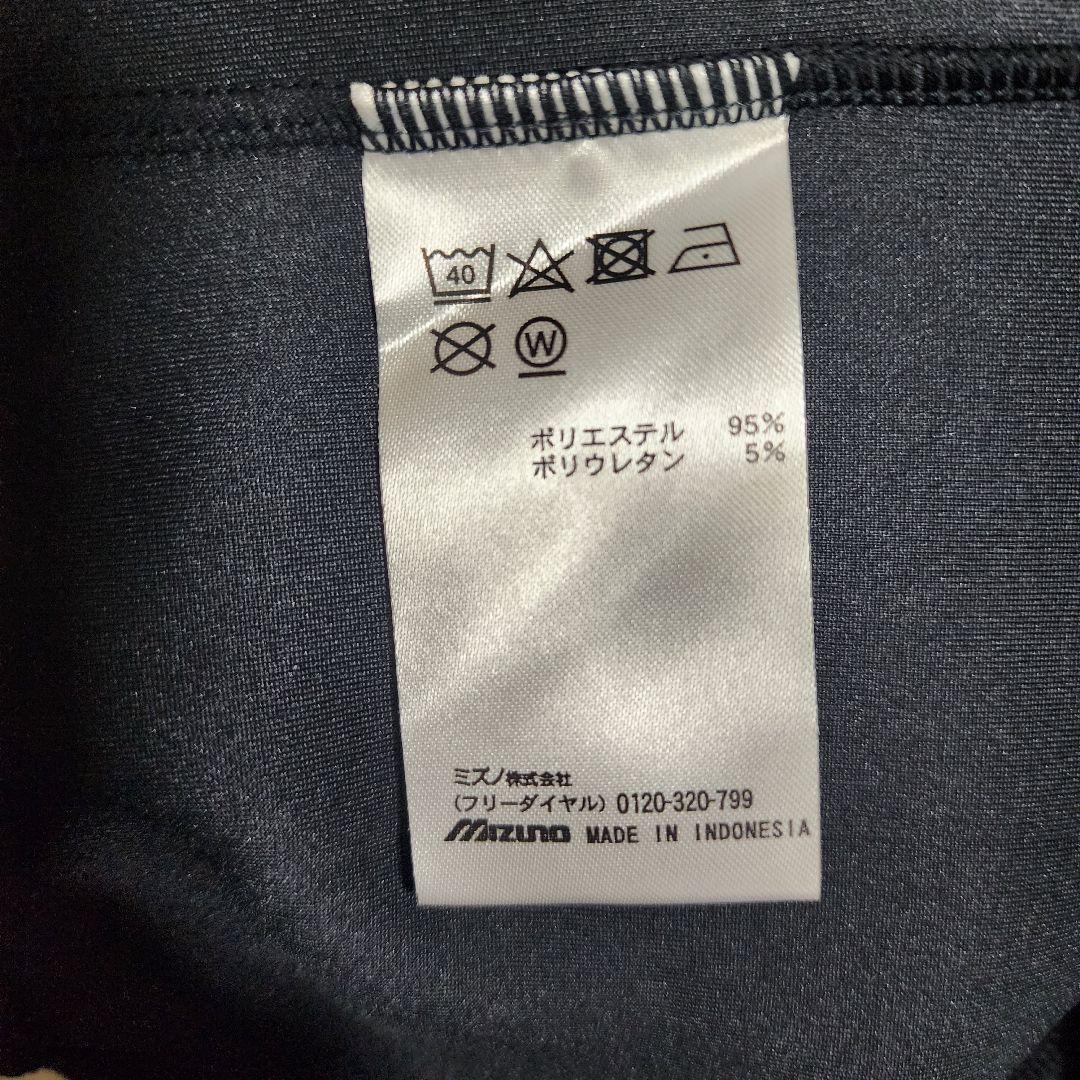 40
W
ポリエステル 95%
ポリウレタン 5%
ミズノ株式会社
(フリーダイヤル) 0120-320-799
MIZUNO MADE IN INDONESIA